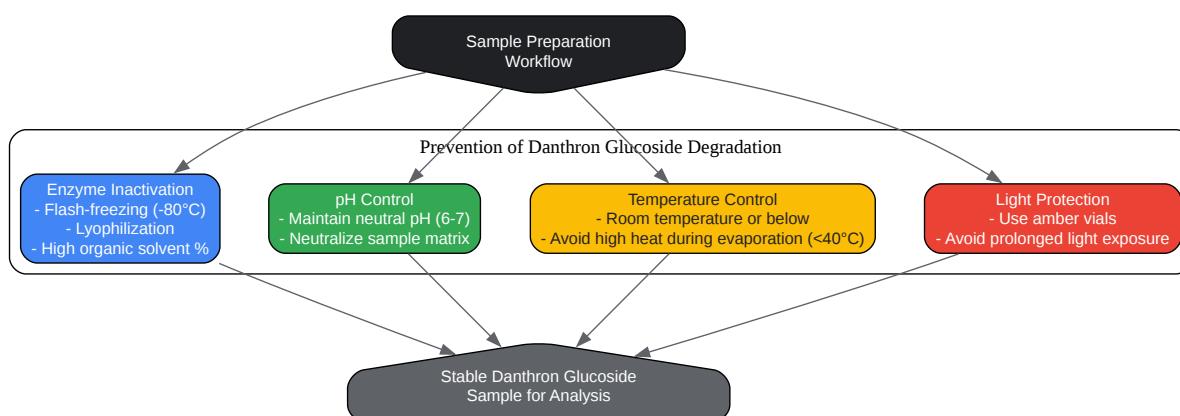 Sample Preparation
Workflow
Prevention of Danthron Glucoside Degradation
Enzyme Inactivation
- Flash-freezing (-80°C)
- Lyophilization
- High organic solvent %
pH Control
- Maintain neutral pH (6-7)
- Neutralize sample matrix
Temperature Control
- Room temperature or below
- Avoid high heat during evaporation (<40°C)
Light Protection
- Use amber vials
- Avoid prolonged light exposure
Stable Danthron Glucoside
Sample for Analysis